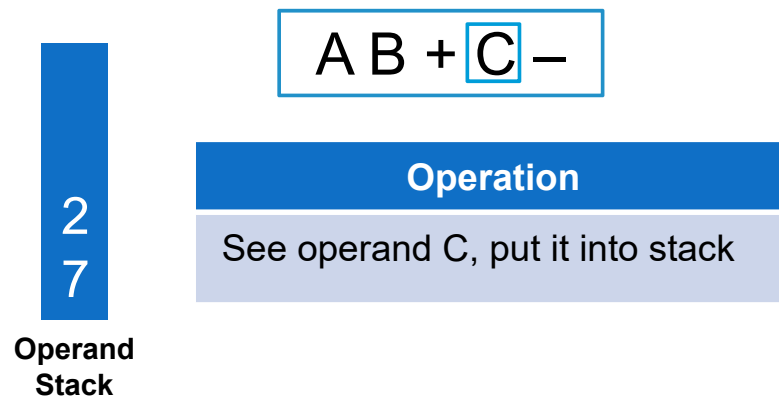 A B + C –
Operation
See operand C, put it into stack
2
7
Operand
Stack